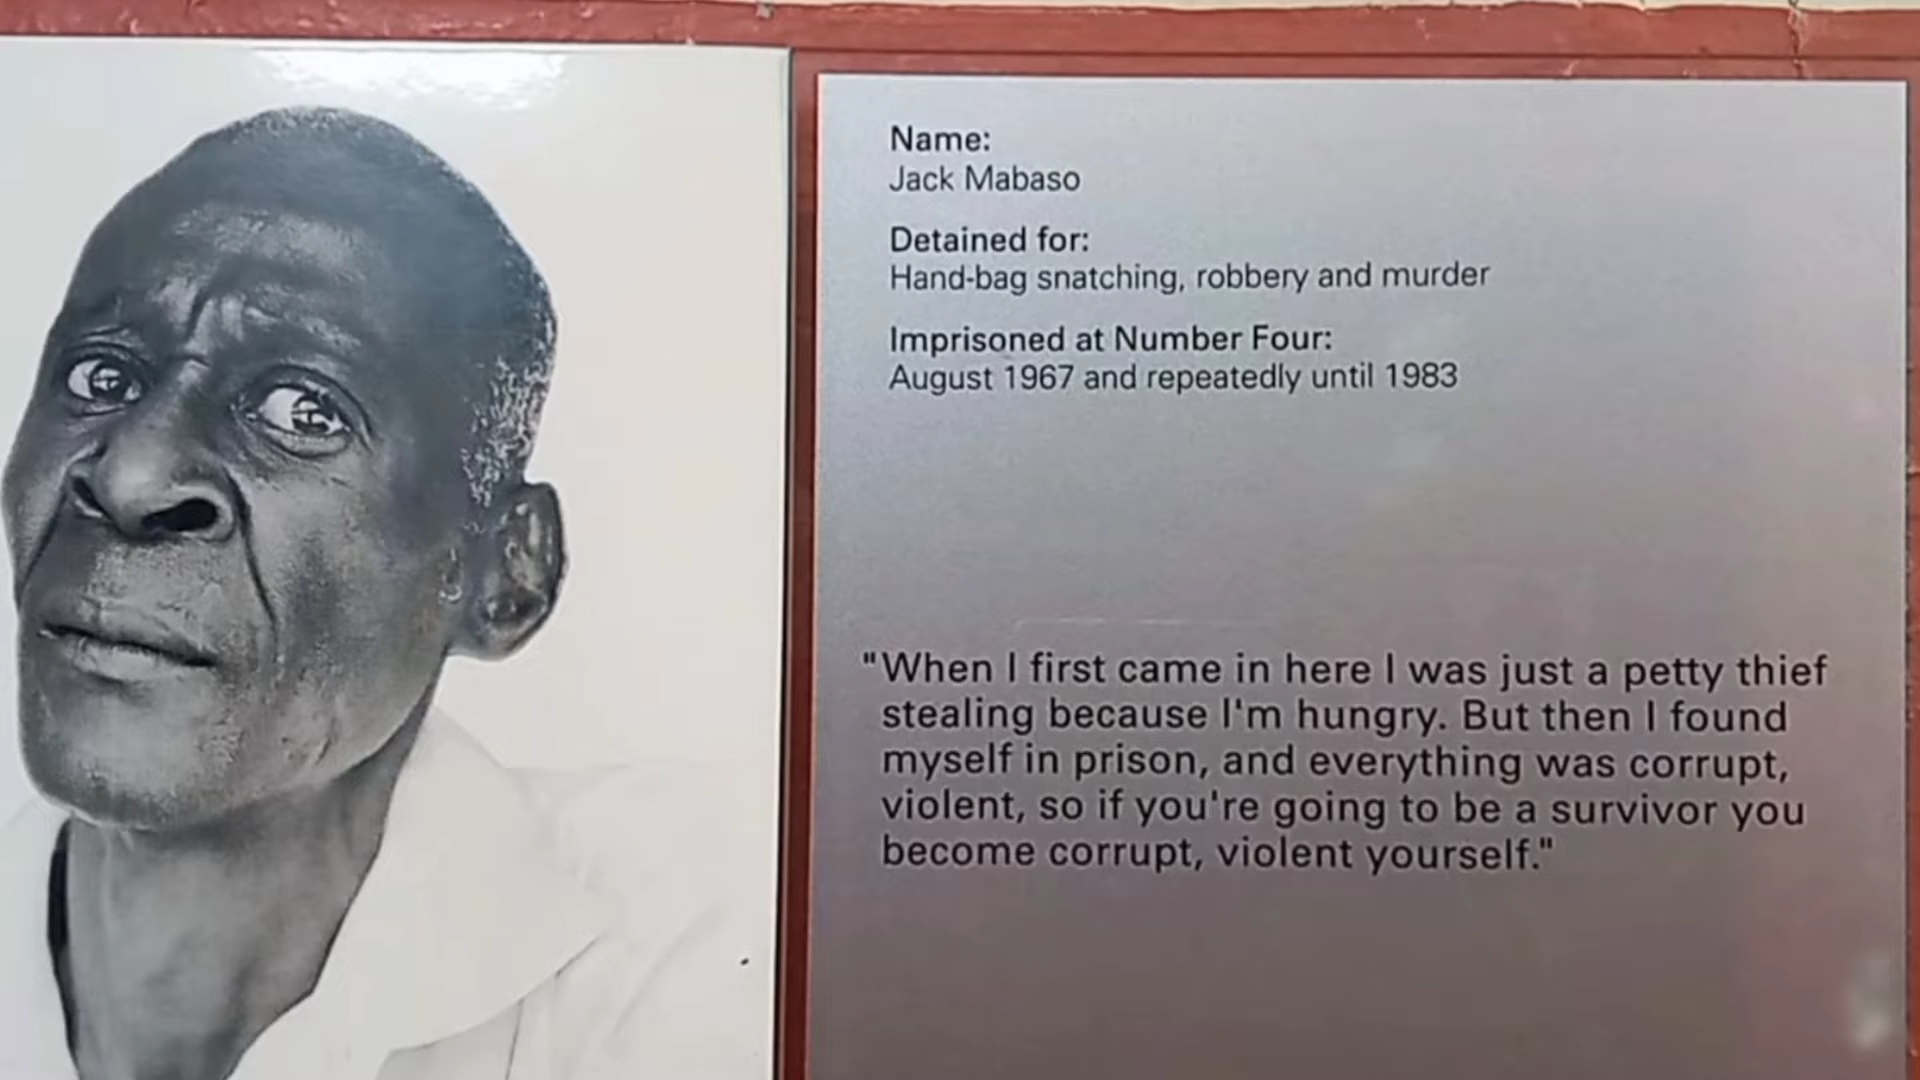 Name:
Jack Mabaso
Detained for:
Hand-bag snatching, robbery and murder
Imprisoned at Number Four:
August 1967 and repeatedly until 1983
"When I first came in here I was just a petty thief
stealing because I'm hungry. But then I found
myself in prison, and everything was corrupt,
violent, so if you're going to be a survivor you
become corrupt, violent yourself."